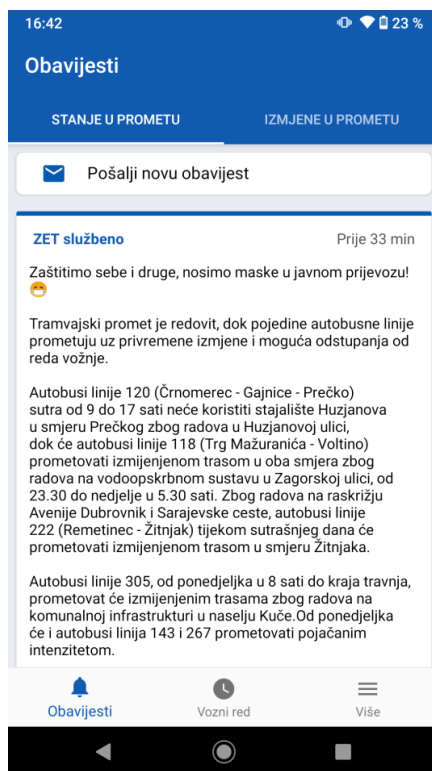 16:42
23 %
Obavijesti
STANJE U PROMETU
IZMJENE U PROMETU
Pošalji novu obavijest
ZET službeno
Prije 33 min
Zaštitimo sebe i druge, nosimo maske u javnom prijevozu!
😷
Tramvajski promet je redovit, dok pojedine autobusne linije
prometuju uz privremene izmjene i moguća odstupanja od
reda vožnje.
Autobusi linije 120 (Črnomerec - Gajnice - Prečko)
sutra od 9 do 17 sati neće koristiti stajalište Huzjanova
u smjeru Prečkog zbog radova u Huzjanovoj ulici,
dok će autobusi linije 118 (Trg Mažuranića - Voltino)
prometovati izmijenjenom trasom u oba smjera zbog
radova na vodoopskrbnom sustavu u Zagorskoj ulici, od
23.30 do nedjelje u 5.30 sati. Zbog radova na raskrižju
Avenije Dubrovnik i Sarajevske ceste, autobusi linije
222 (Remetinec - Žitnjak) tijekom sutrašnjeg dana će
prometovati izmijenjenom trasom u smjeru Žitnjaka.
Autobusi linije 305, od ponedjeljka u 8 sati do kraja travnja,
prometovat će izmijenjenim trasama zbog radova na
komunalnoj infrastrukturi u naselju Kuče.Od ponedjeljka
će i autobusi linija 143 i 267 prometovati pojačanim
intenzitetom.
Obavijesti
Vozni red
Više